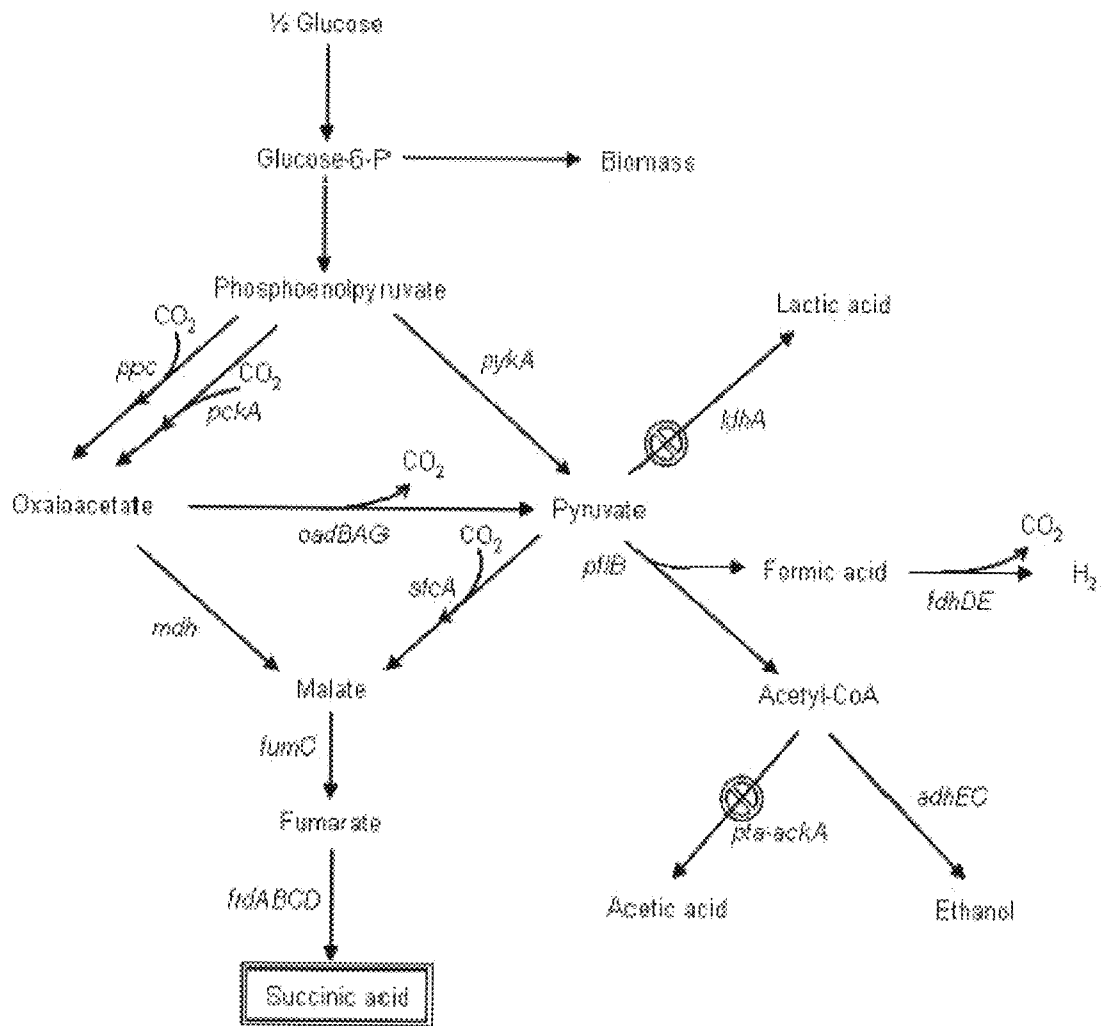 ½ Glucose
Glucose-6-P
Biomass
Phosphoenolpyruvate
Lactic acid
CO2
ppc
CO2
pckA
pykA
ldhA
Oxaloacetate
CO2
oadBAG
Pyruvate
CO2
sfcA
pflB
Formic acid
CO2
fdhDE
H2
mdh
Malate
Acetyl-CoA
fumC
Fumarate
pta-ackA
adhEC
frdABCD
Acetic acid
Ethanol
Succinic acid